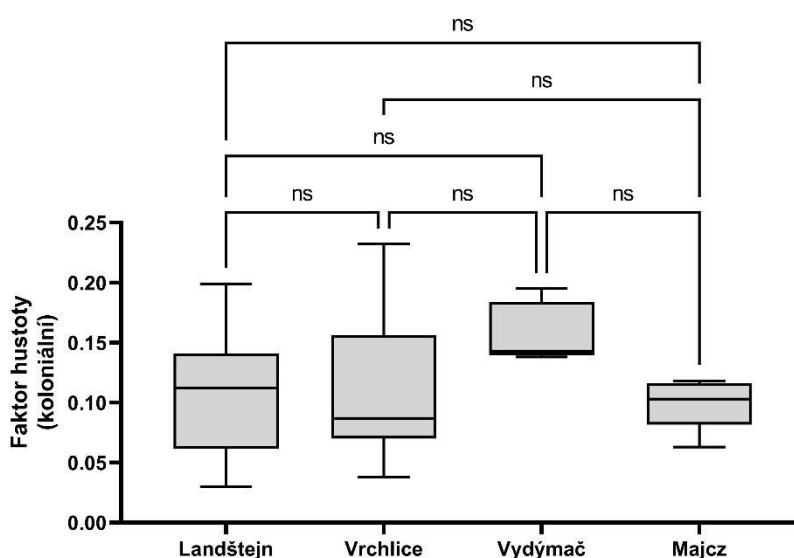 ns
ns
ns
ns ns ns
0.25
0.20
0.15
0.10
0.05
0.00
Faktor hustoty
(koloniální)
Landštejn Vrchlice Vydýmač Majcz